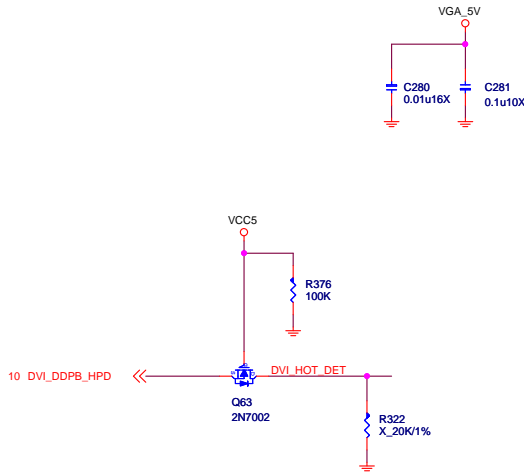 VGA_5V
C280
0.01u16X
C281
0.1u10X
VCC5
R376
100K
10 DVI_DDPB_HPD
DVI_HOT_DET
Q63
2N7002
R322
X_20K/1%